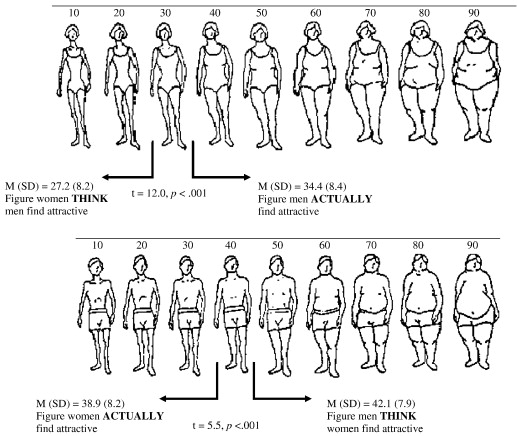 10 20 30 40 50 60 70 80 90
M (SD) = 27.2 (8.2)
Figure women THINK
men find attractive
t = 12.0, p < .001
M (SD) = 34.4 (8.4)
Figure men ACTUALLY
find attractive
10 20 30 40 50 60 70 80 90
M (SD) = 38.9 (8.2)
Figure women ACTUALLY
find attractive
t = 5.5, p <.001
M (SD) = 42.1 (7.9)
Figure men THINK
women find attractive